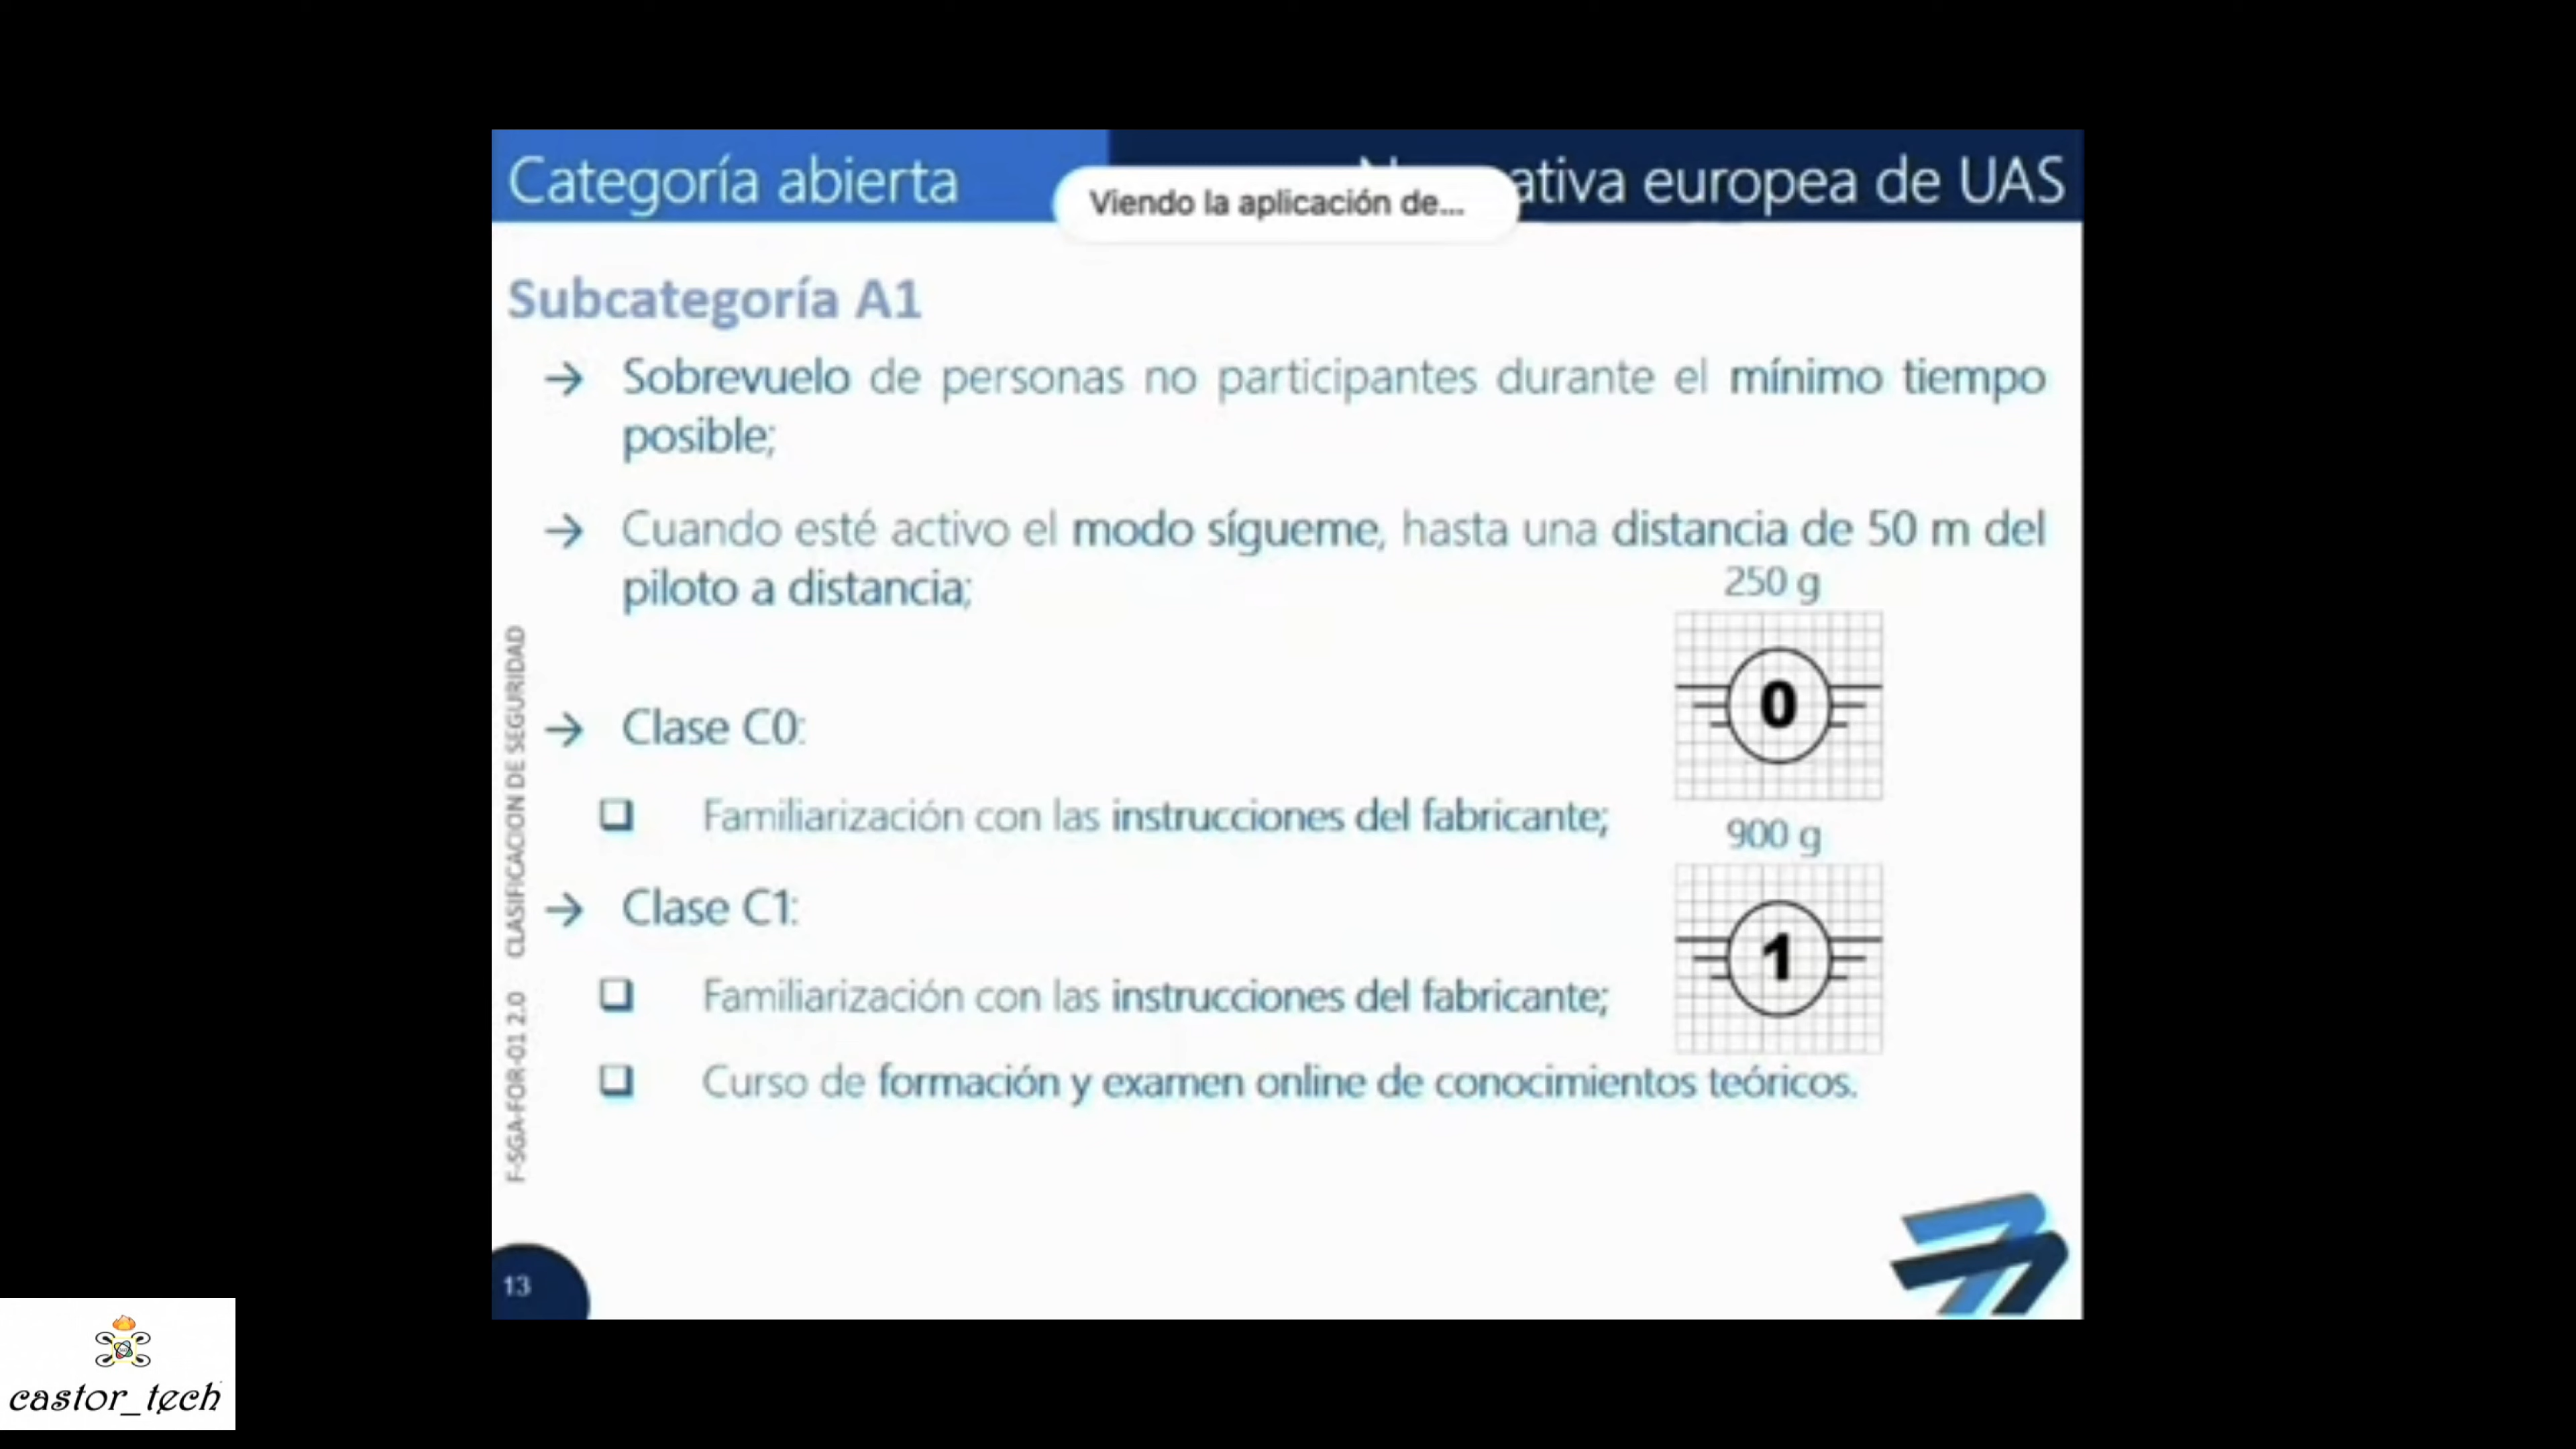 Categoría abierta
ativa europea de UAS
Viendo la aplicación de...
Subcategoría A1
→ Sobrevuelo de personas no participantes durante el mínimo tiempo
posible;
→ Cuando esté activo el modo sígueme, hasta una distancia de 50 m del
piloto a distancia;
250 g
0
→ Clase C0:
❑ Familiarización con las instrucciones del fabricante;
900 g
1
→ Clase C1:
❑ Familiarización con las instrucciones del fabricante;
❑ Curso de formación y examen online de conocimientos teóricos.
F-SGA-FOR-01 2.0 CLASIFICACION DE SEGURIDAD
13
castor_tech